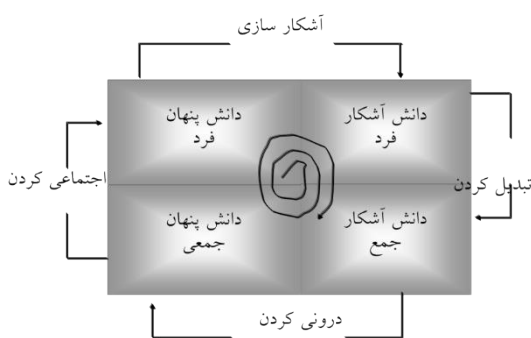 آشکار سازی
دانش آشکار
فرد
دانش پنهان
فرد
تبدیل کردن
اجتماعی کردن
دانش آشکار
جمع
دانش پنهان
جمعی
درونی کردن